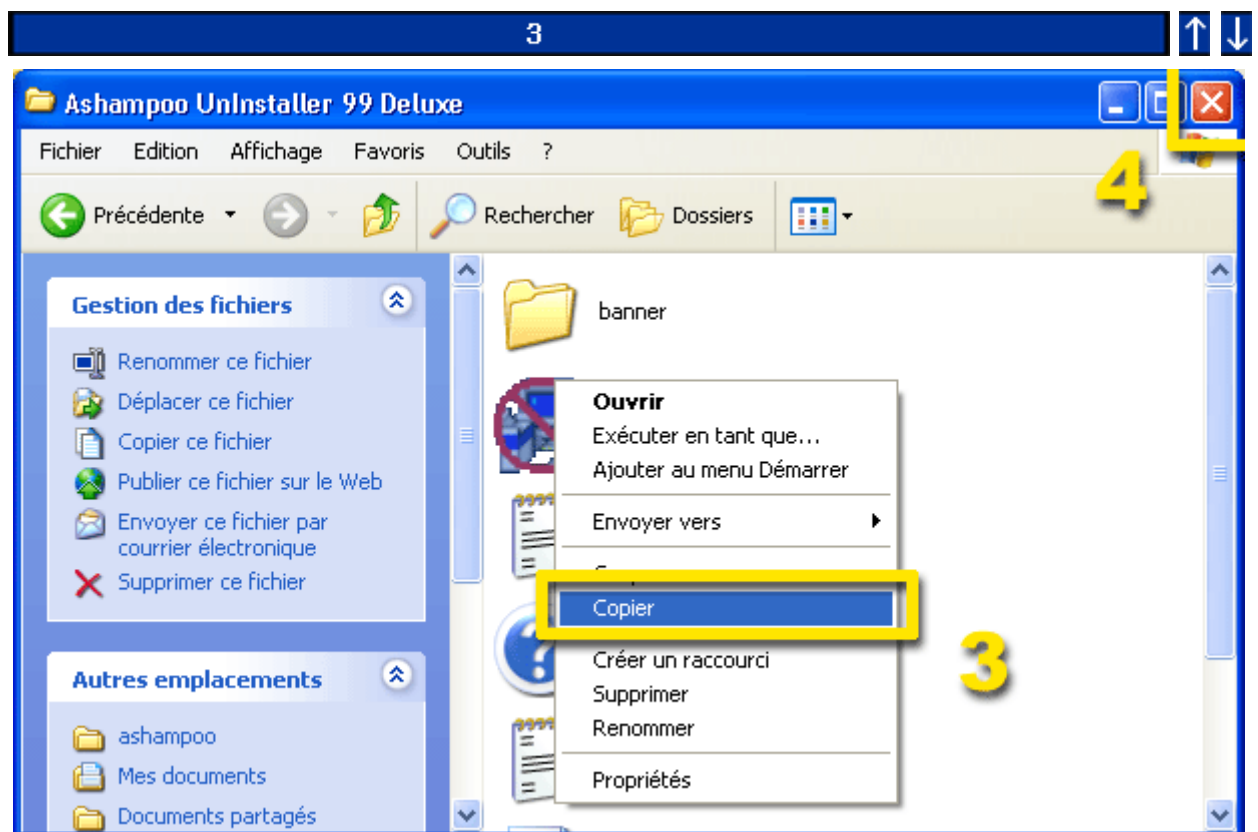 3
Ashampoo UnInstaller 99 Deluxe
Fichier Edition Affichage Favoris Outils ?
4
Précédente Rechercher Dossiers
Gestion des fichiers
Renommer ce fichier
Déplacer ce fichier
Copier ce fichier
Publier ce fichier sur le Web
Envoyer ce fichier par
courrier électronique
Supprimer ce fichier
Autres emplacements
ashampoo
Mes documents
Documents partagés
banner
Ouvrir
Exécuter en tant que...
Ajouter au menu Démarrer
Envoyer vers
Copier
3
Créer un raccourci
Supprimer
Renommer
Propriétés